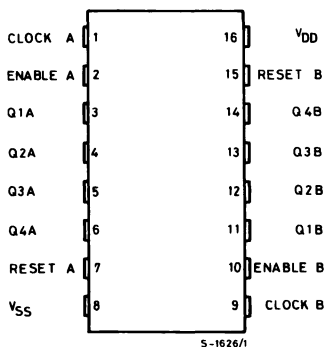 CLOCK A 1 16 VDD
ENABLE A 2 15 RESET B
Q1A 3 14 Q4B
Q2A 4 13 Q3B
Q3A 5 12 Q2B
Q4A 6 11 Q1B
RESET A 7 10 ENABLE B
VSS 8 9 CLOCK B
S-1626/1